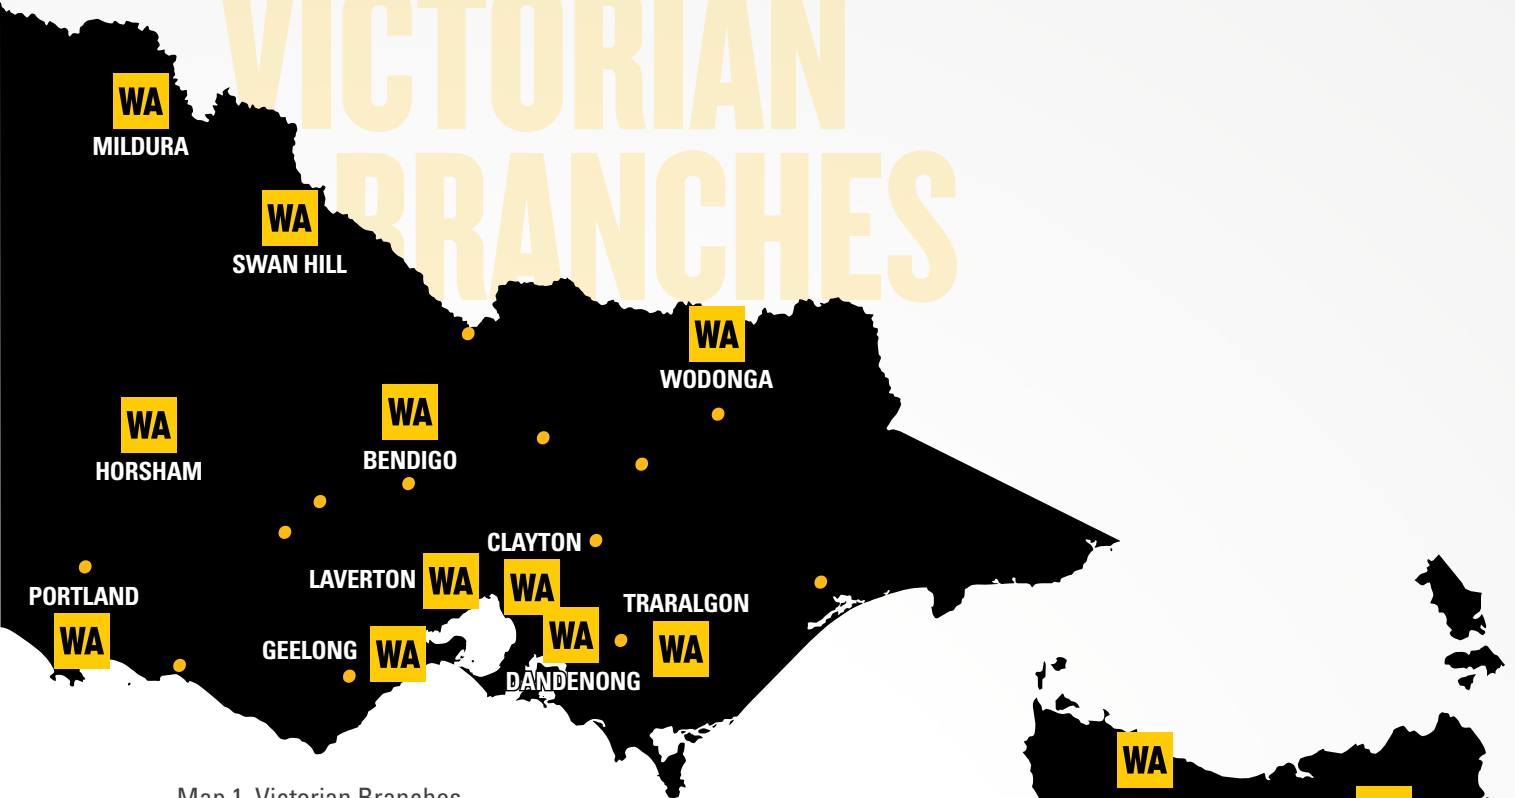 VICTORIAN
BRANCHES
WA
MILDURA
WA
SWAN HILL
WA
WODONGA
WA
BENDIGO
WA
HORSHAM
CLAYTON
WA
LAVERTON WA
PORTLAND
WA
TRARALGON
WA
GEELONG WA
WA
DANDENONG
WA
Map 1. Victorian Branches